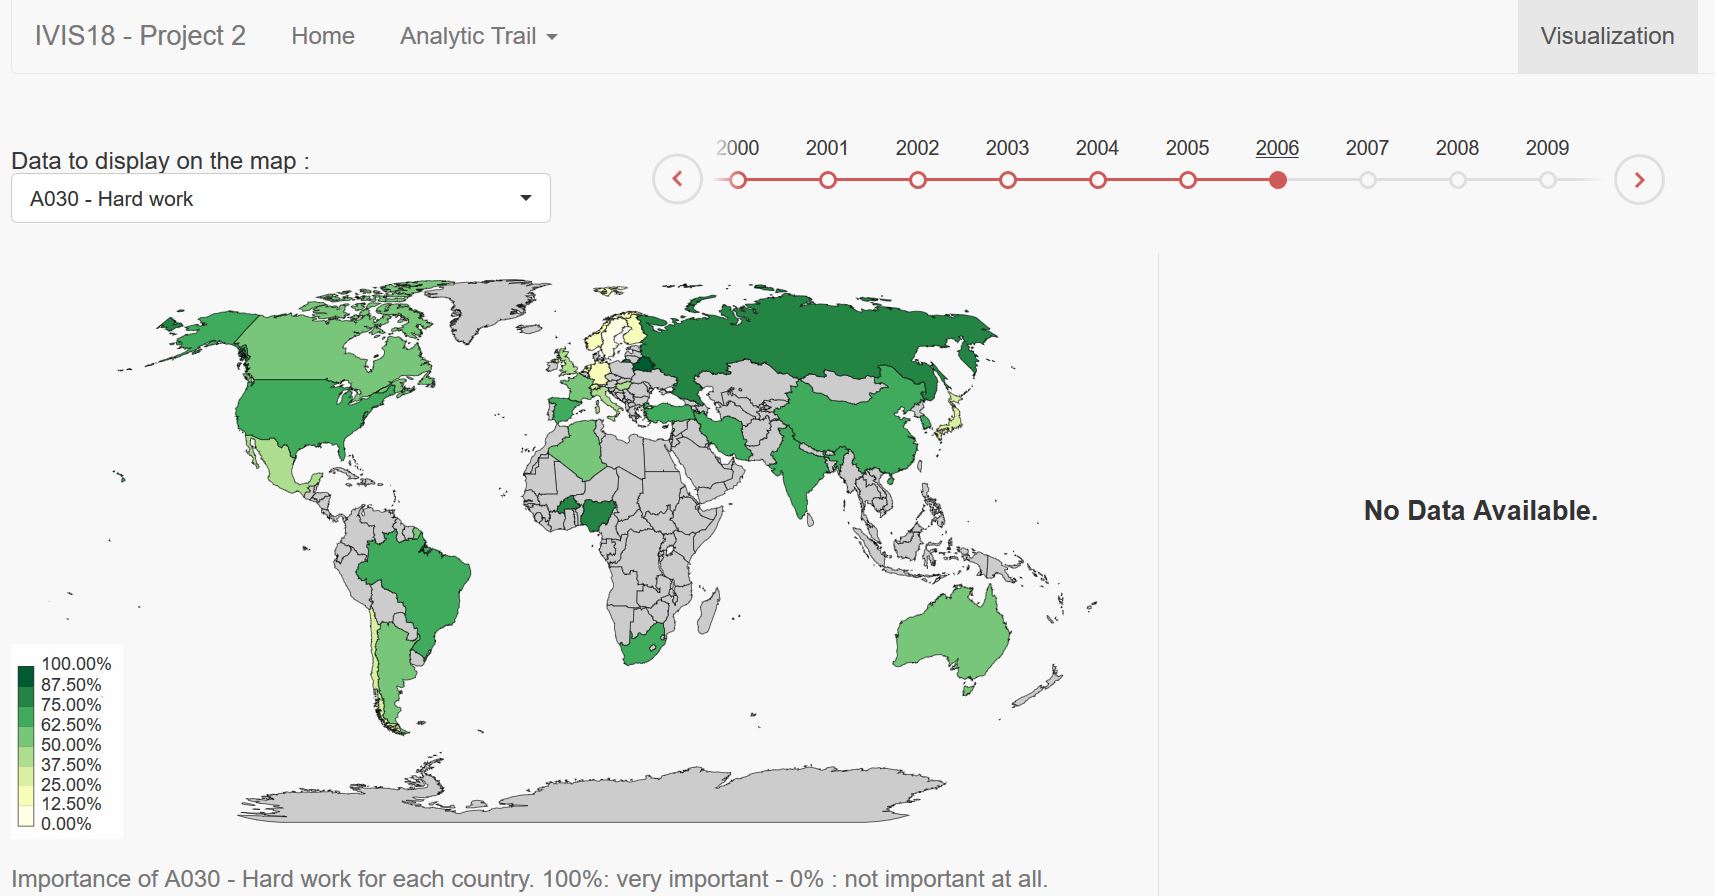 IVIS18 - Project 2 Home Analytic Trail Visualization
2000 2001 2002 2003 2004 2005 2006 2007 2008 2009
Data to display on the map :
A030 - Hard work
No Data Available.
100.00%
87.50%
75.00%
62.50%
50.00%
37.50%
25.00%
12.50%
0.00%
Importance of A030 - Hard work for each country. 100%: very important - 0% : not important at all.